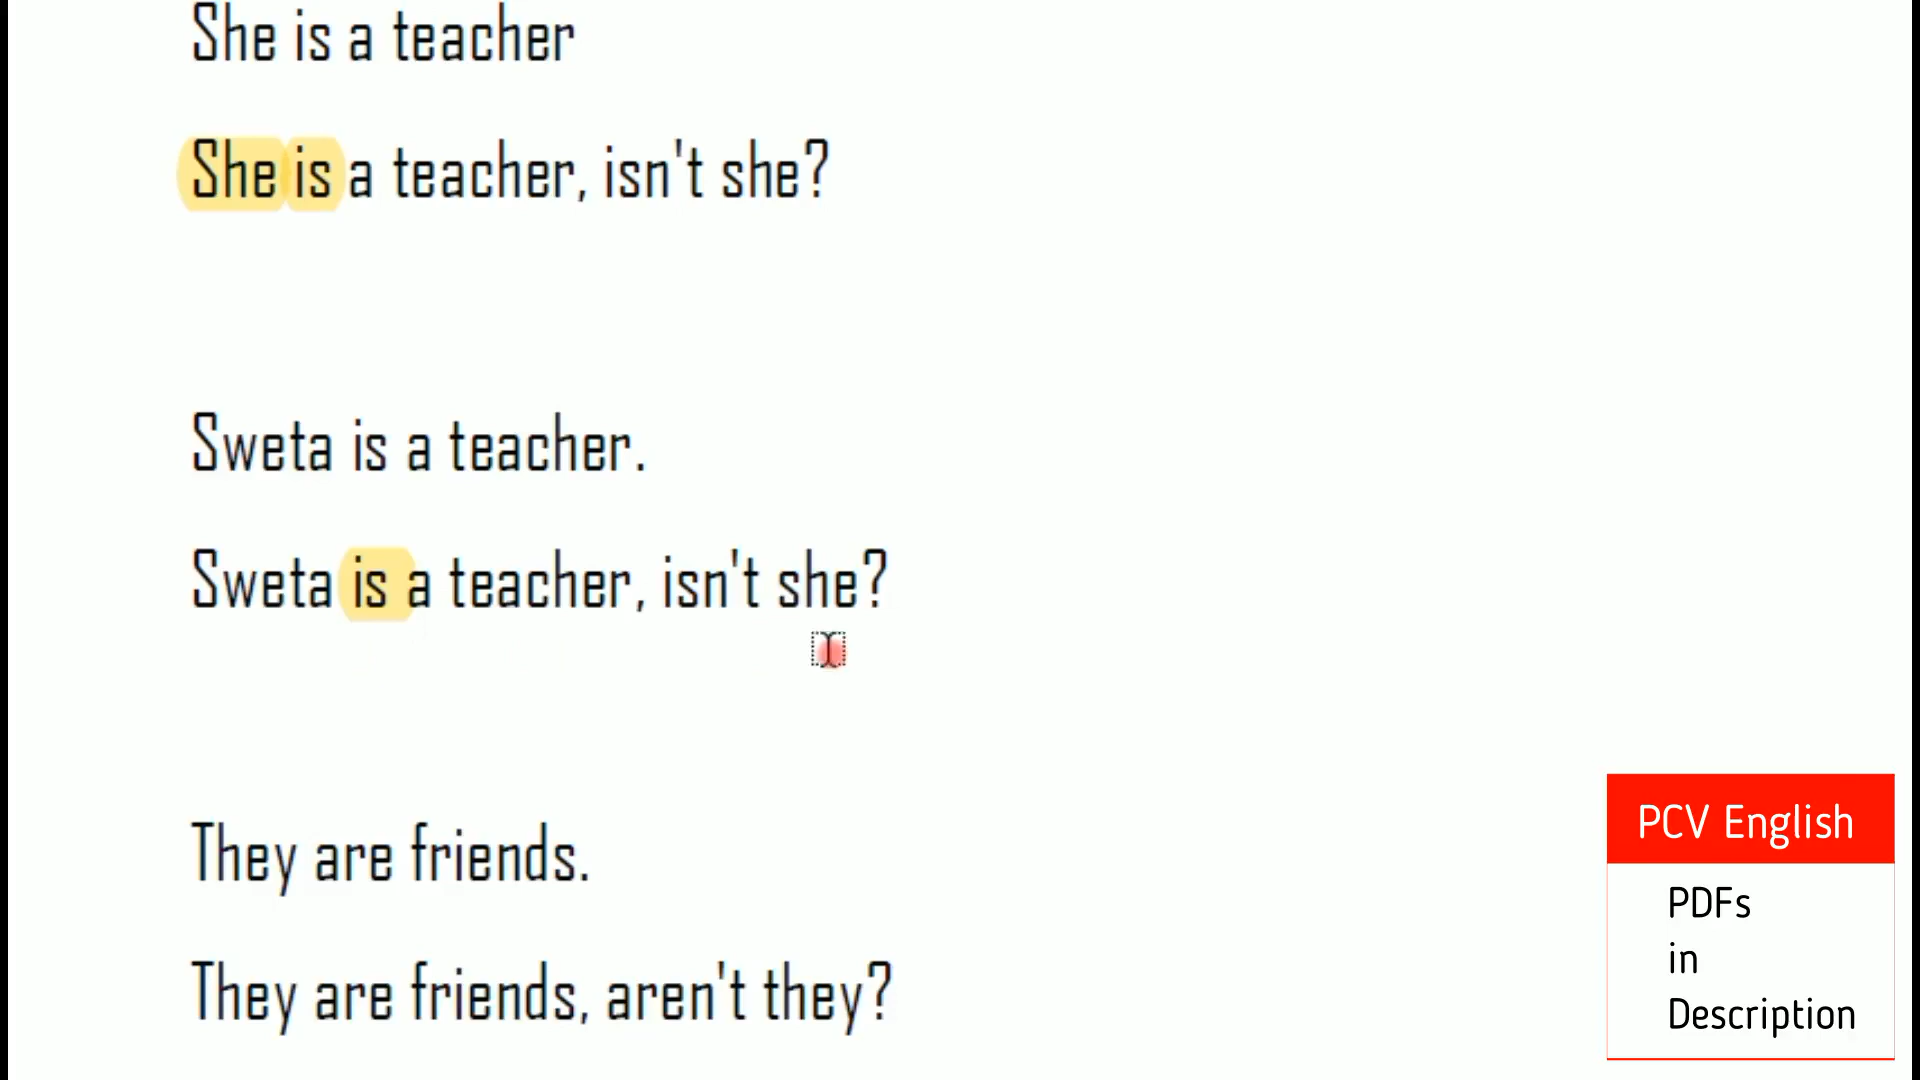 She is a teacher
She is a teacher, isn't she?
Sweta is a teacher.
Sweta is a teacher, isn't she?
They are friends.
They are friends, aren't they?
PCV English
PDFs
in
Description